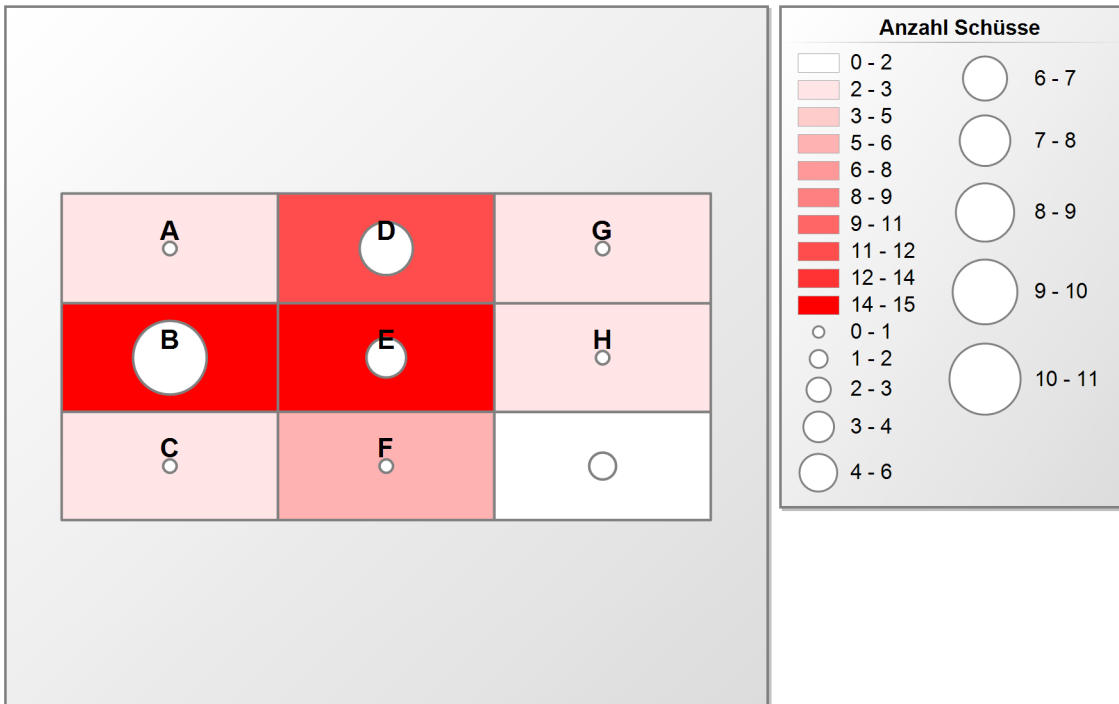 A D G
B E H
C F
Anzahl Schüsse
0 - 2
2 - 3
3 - 5
5 - 6
6 - 8
8 - 9
9 - 11
11 - 12
12 - 14
14 - 15
0 - 1
1 - 2
2 - 3
3 - 4
4 - 6
6 - 7
7 - 8
8 - 9
9 - 10
10 - 11